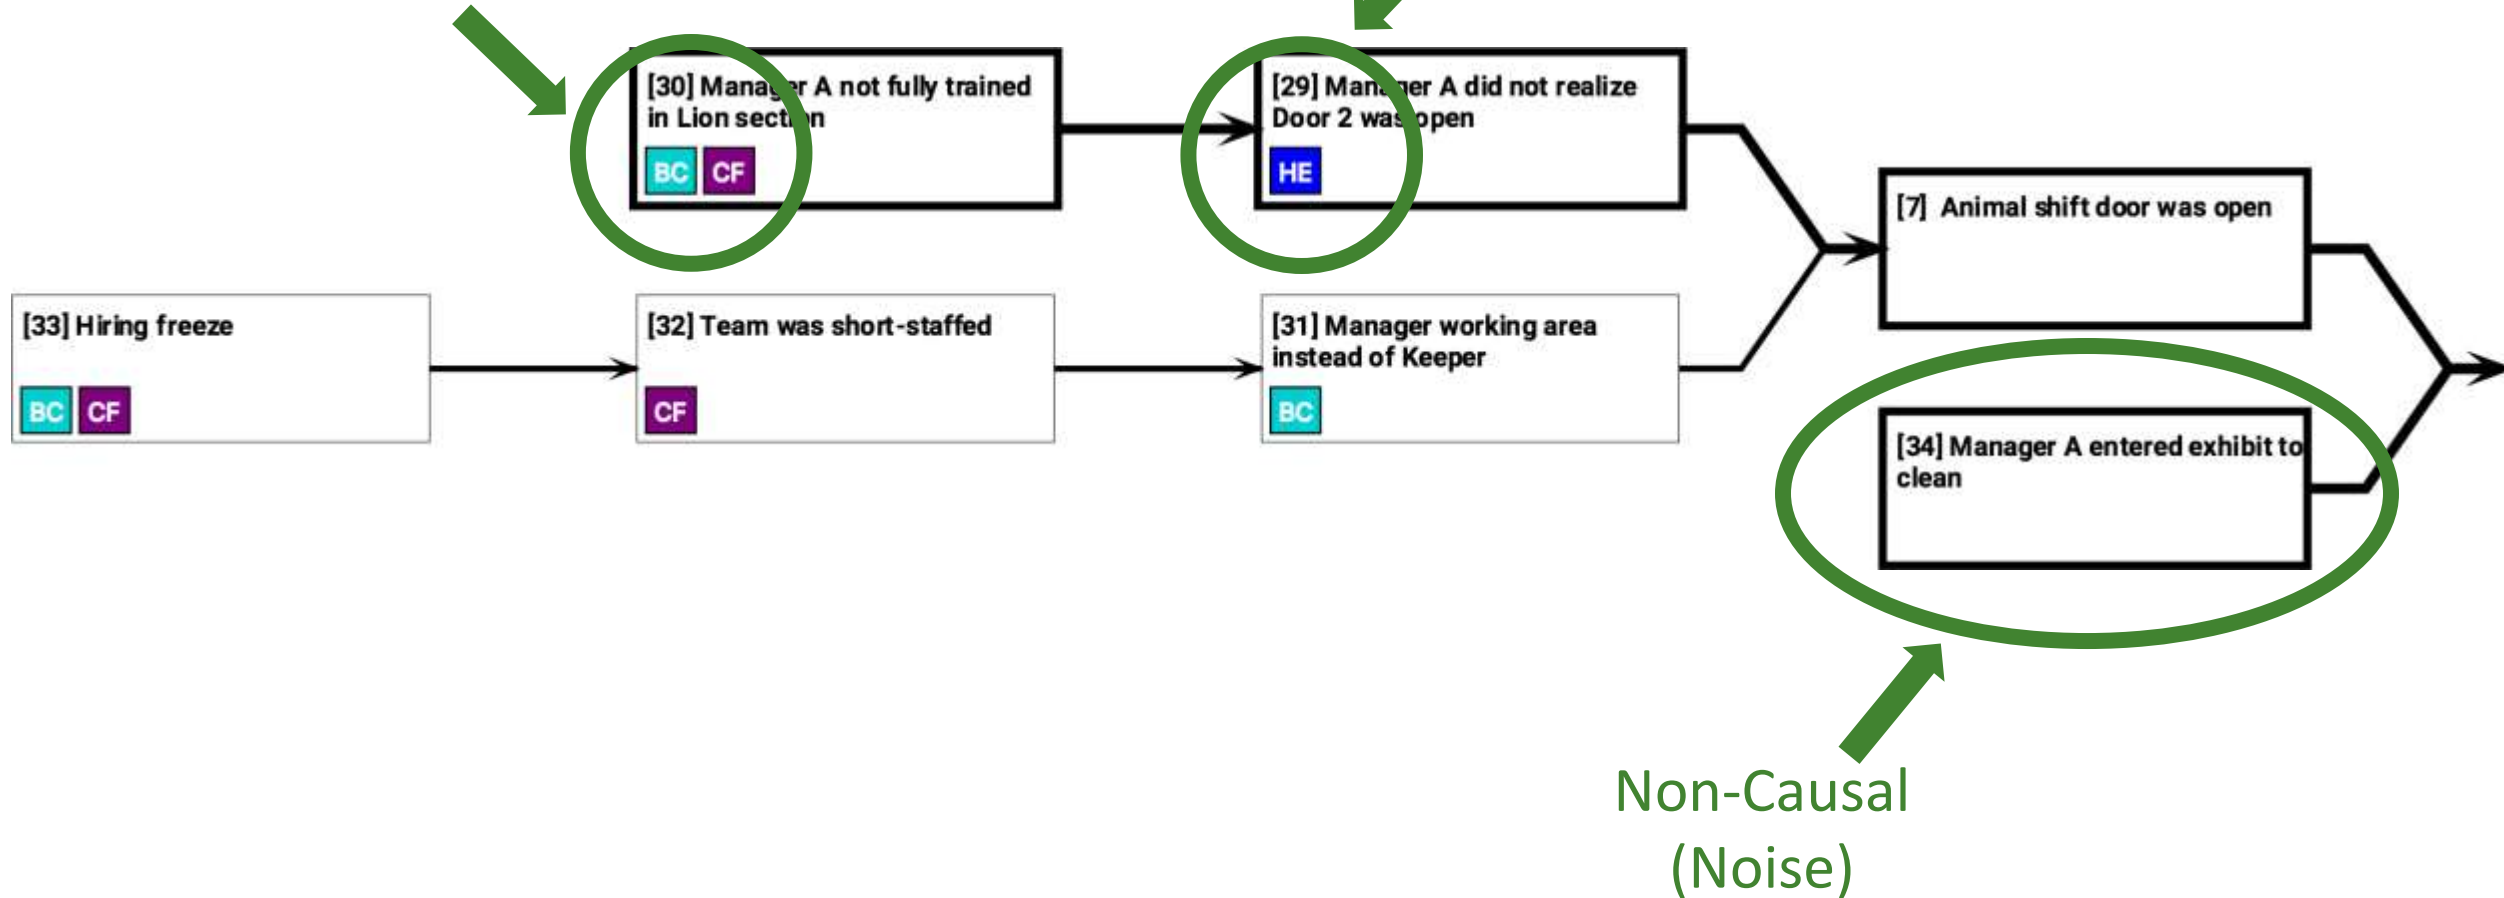 [30] Manager A not fully trained
in Lion section
BC CF
[29] Manager A did not realize
Door 2 was open
HE
[7] Animal shift door was open
[33] Hiring freeze
BC CF
[32] Team was short-staffed
CF
[31] Manager working area
instead of Keeper
BC
[34] Manager A entered exhibit to
clean
Non-Causal
(Noise)